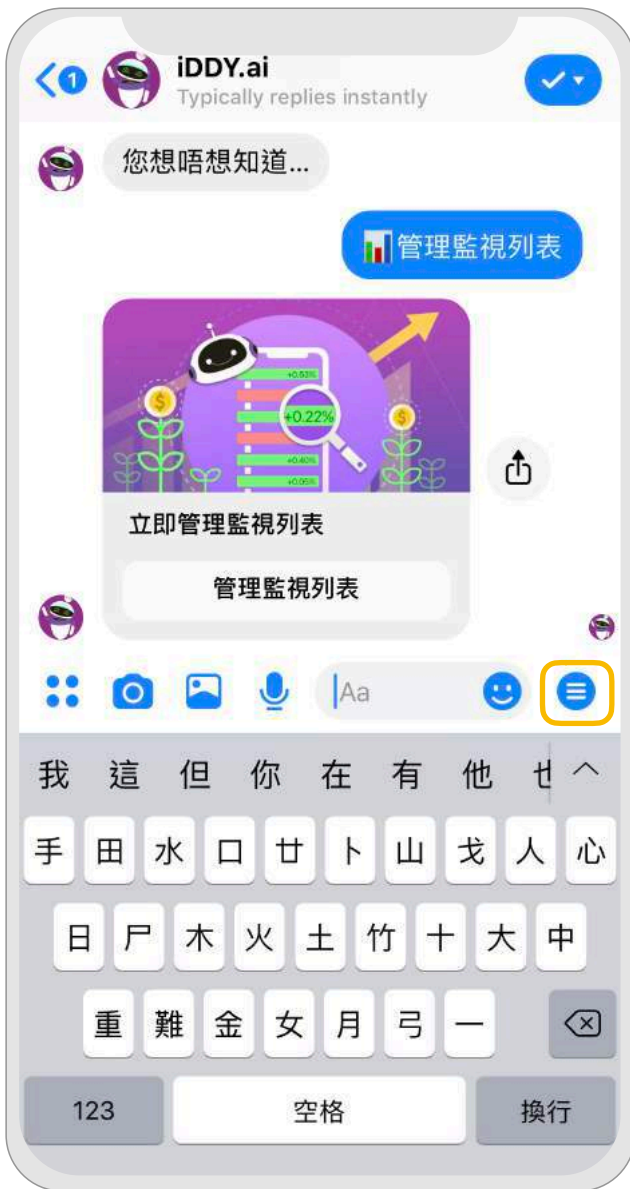 1
iDDY.ai
Typically replies instantly
您想唔想知道...
管理監視列表
+0.53%
+0.22%
+0.40%
+0.05%
立即管理監視列表
管理監視列表
Aa
我 這 但 你 在 有 他 也
手 田 水 口 廿 卜 山 戈 人 心
日 尸 木 火 土 竹 十 大 中
重 難 金 女 月 弓 一
123 空格 換行